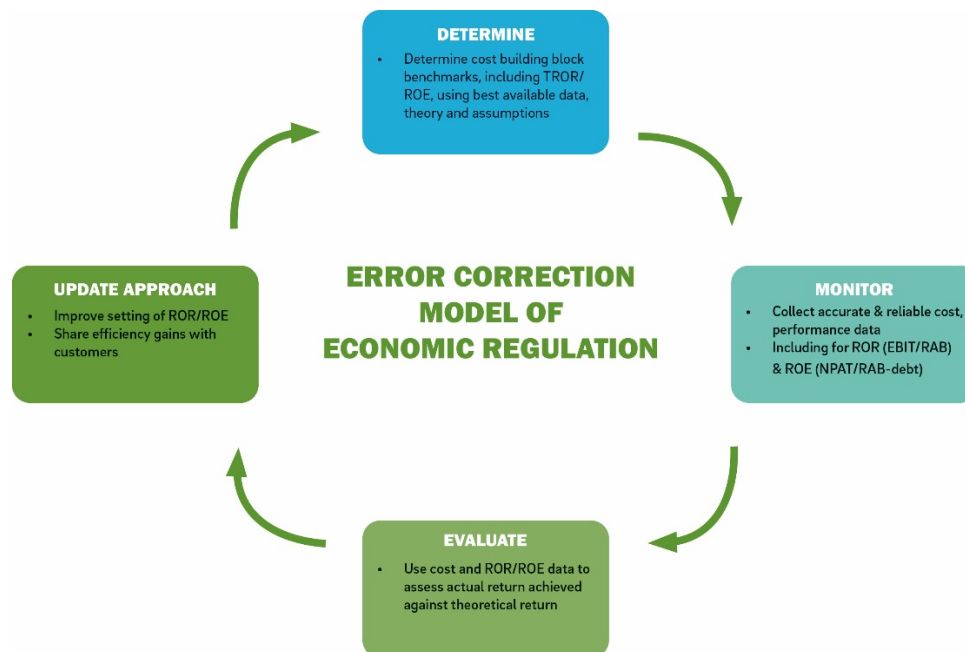 DETERMINE
• Determine cost building block
benchmarks, including TROR/
ROE, using best available data,
theory and assumptions
UPDATE APPROACH
• Improve setting of ROR/ROE
• Share efficiency gains with
customers
ERROR CORRECTION
MODEL OF
ECONOMIC REGULATION
MONITOR
• Collect accurate & reliable cost,
performance data
• Including for ROR (EBIT/RAB)
& ROE (NPAT/RAB-debt)
EVALUATE
• Use cost and ROR/ROE data to
assess actual return achieved
against theoretical return